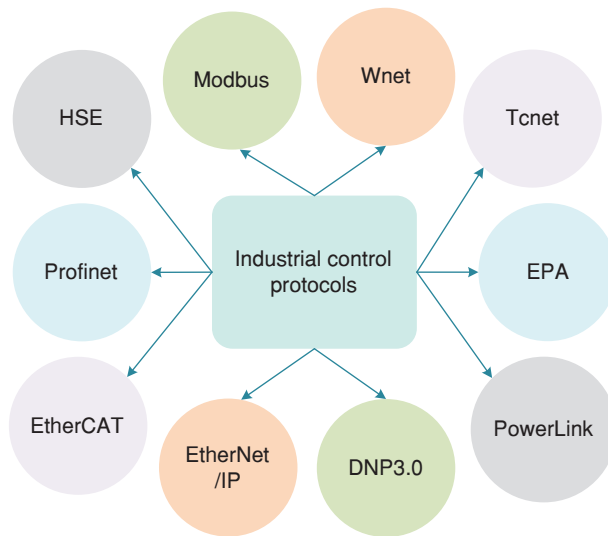 Modbus
Wnet
HSE
Tcnet
Industrial control
protocols
Profinet
EPA
EtherCAT
PowerLink
EtherNet
/IP
DNP3.0